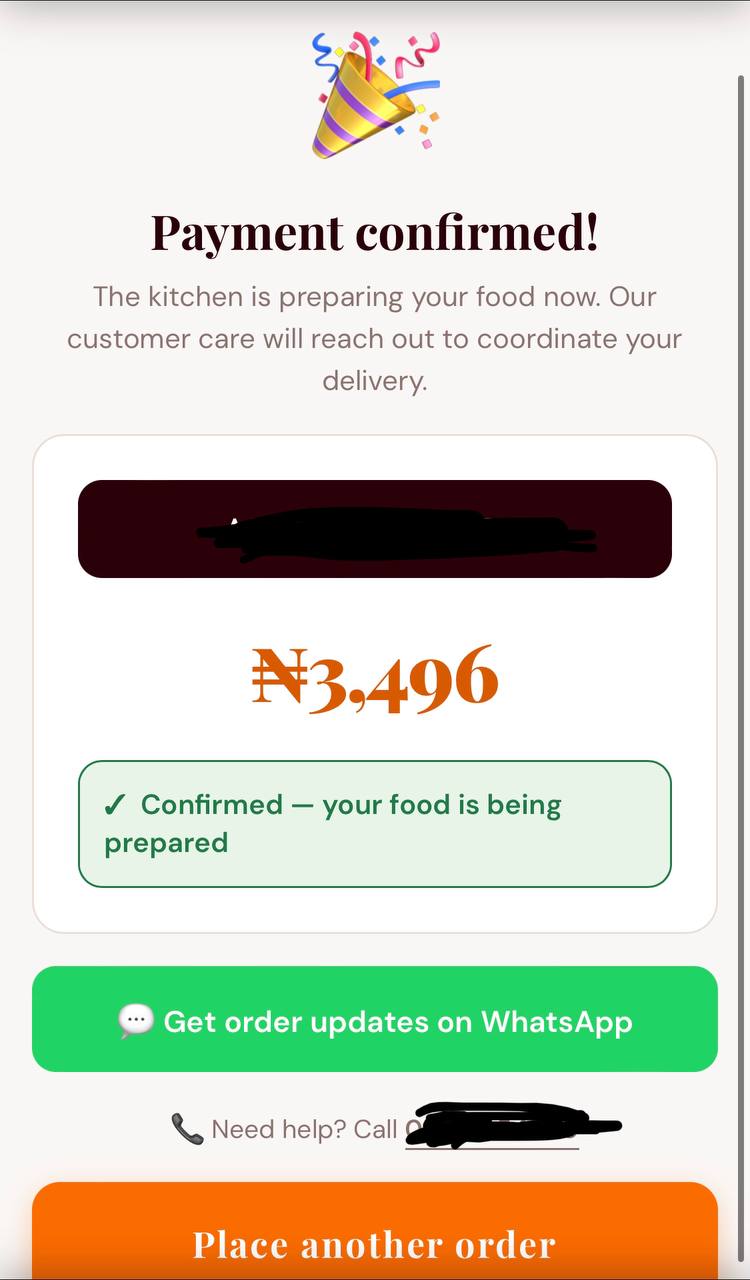 Payment confirmed!
The kitchen is preparing your food now. Our
customer care will reach out to coordinate your
delivery.
₦3,496
✓ Confirmed — your food is being
prepared
💬 Get order updates on WhatsApp
📞 Need help? Call
Place another order